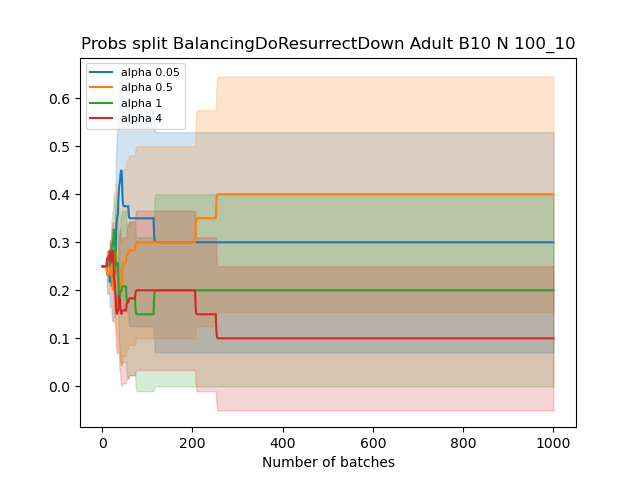 Probs split BalancingDoResurrectDown Adult B10 N 100_10
alpha 0.05
alpha 0.5
alpha 1
alpha 4
0.6
0.5
0.4
0.3
0.2
0.1
0.0
0 200 400 600 800 1000
Number of batches